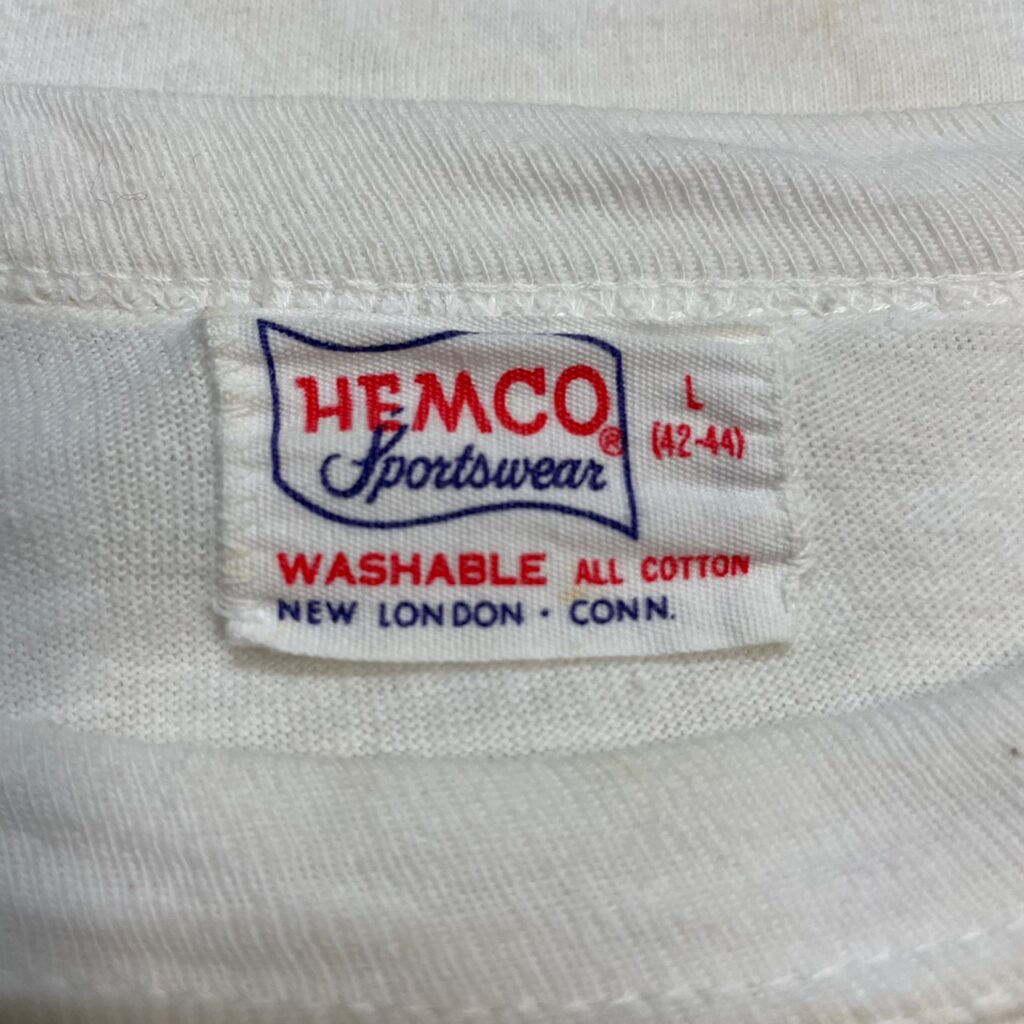 HEMCO®
Sportswear
L
(42-44)
WASHABLE ALL COTTON
NEW LONDON · CONN.